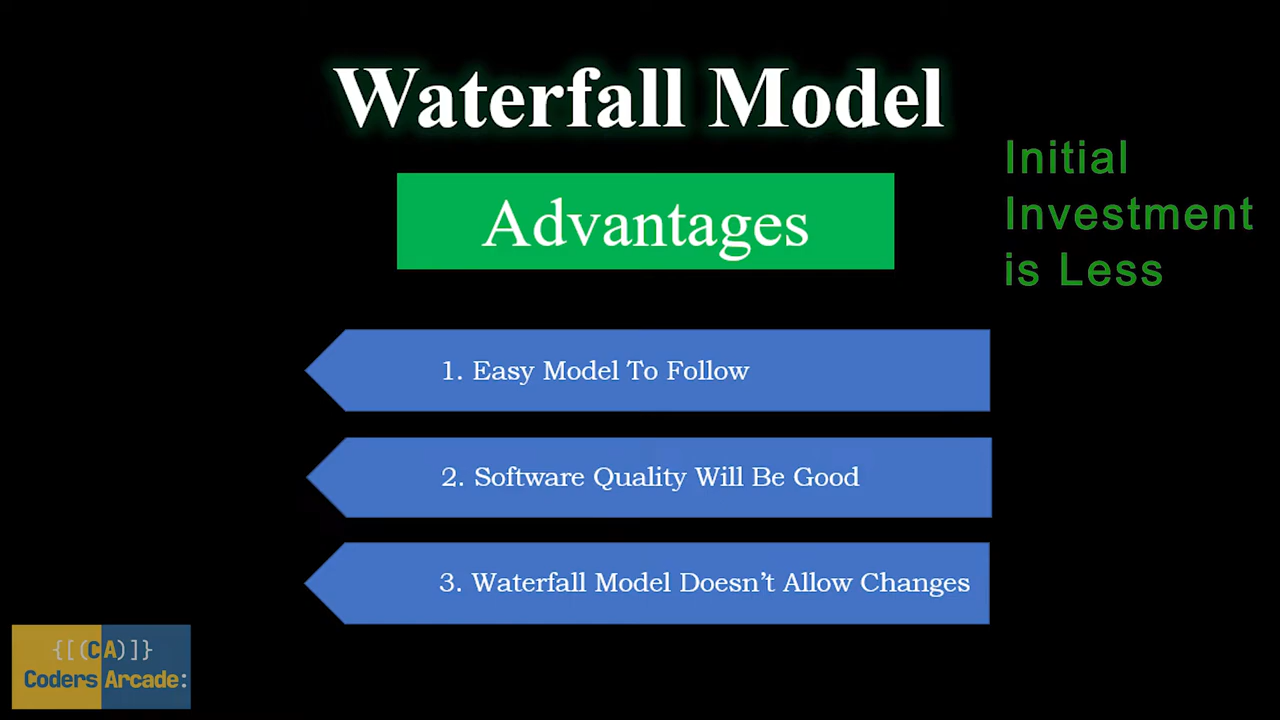 Waterfall Model
Advantages
Initial
Investment
is Less
1. Easy Model To Follow
2. Software Quality Will Be Good
3. Waterfall Model Doesn’t Allow Changes
{[(CA)]}
Coders Arcade: